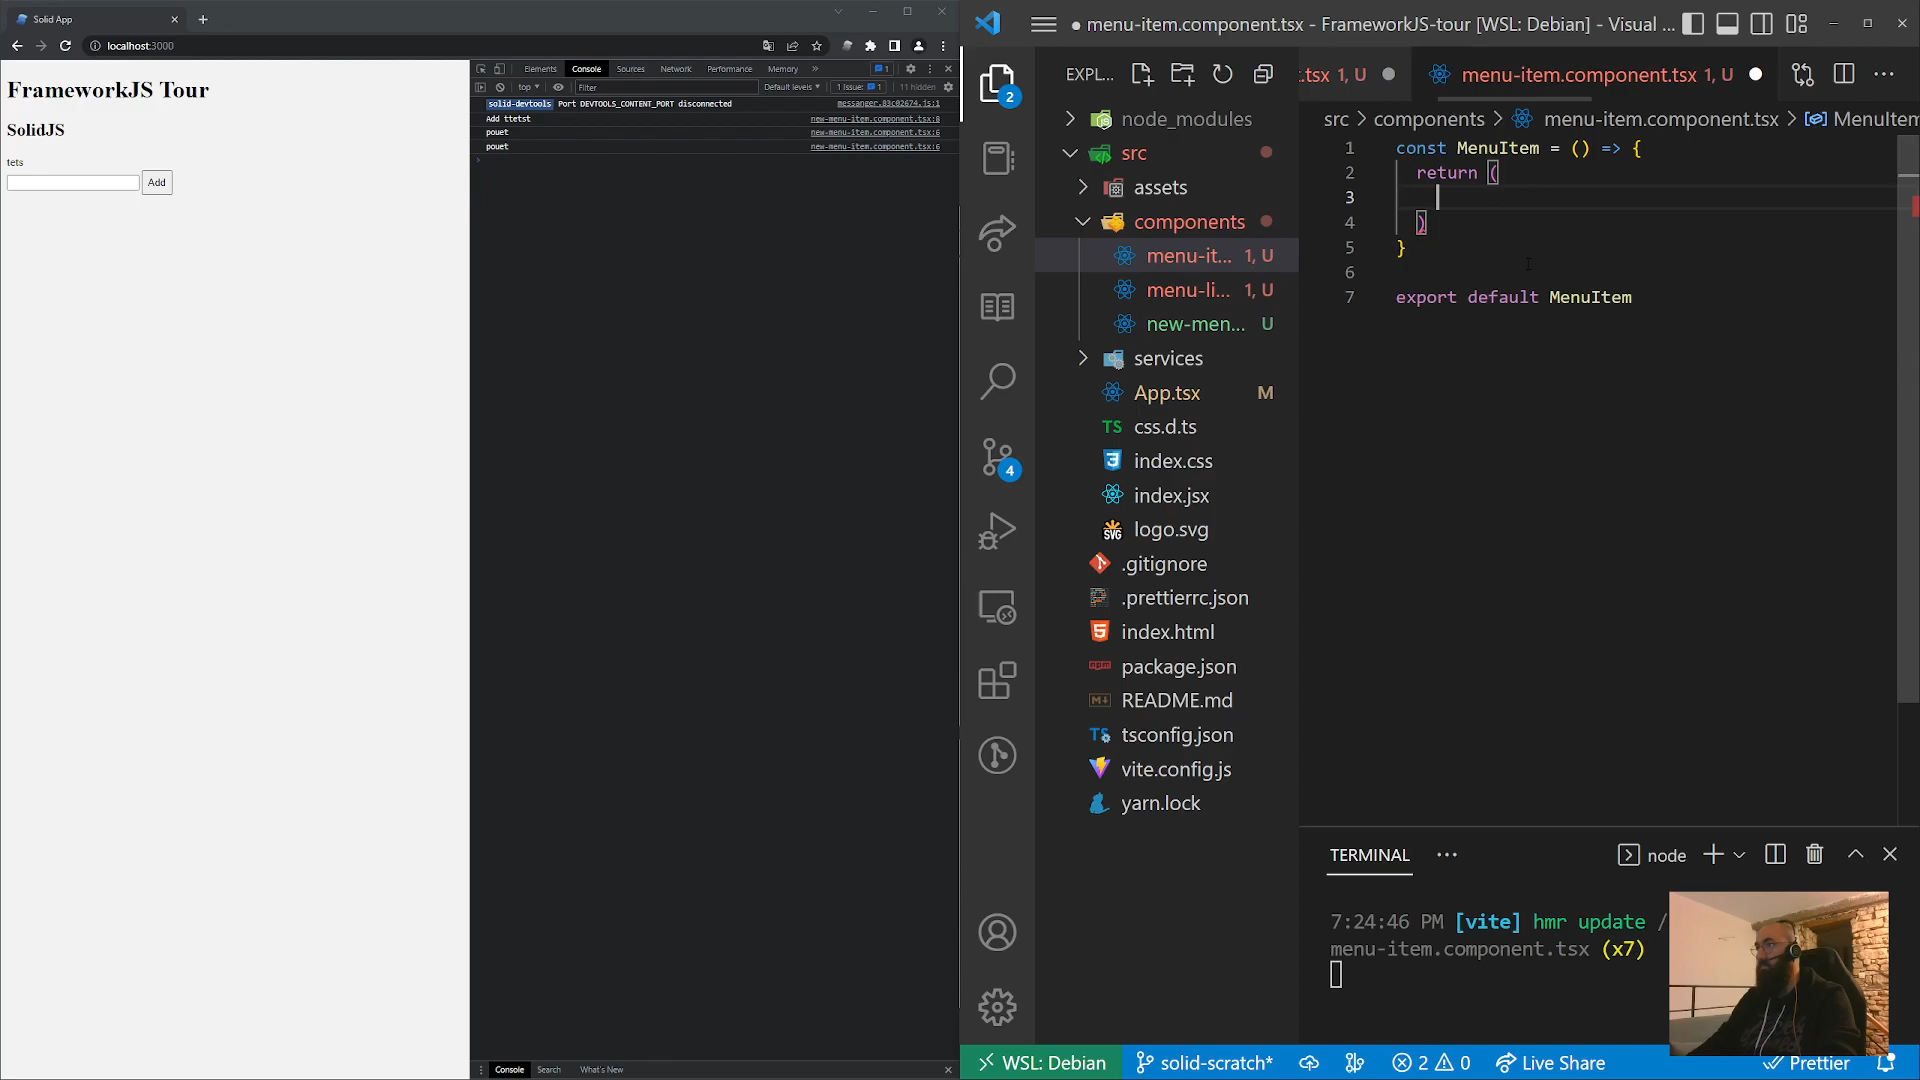 Solid App
localhost:3000
FrameworkJS Tour
SolidJS
tets
Add
Elements Console Sources Network Performance Memory
1
top
Filter
Default levels
1 Issue: 1
11 hidden
solid-devtools Port DEVTOOLS_CONTENT_PORT disconnected messanger.83c02674.js:1
Add ttetst new-menu-item.component.tsx:8
pouet new-menu-item.component.tsx:6
pouet new-menu-item.component.tsx:6
Console Search What's New
menu-item.component.tsx - FrameworkJS-tour [WSL: Debian] - Visual ...
EXPL...
2
4
node_modules
src
assets
components
menu-it... 1, U
menu-li... 1, U
new-men... U
services
App.tsx M
css.d.ts
index.css
index.jsx
logo.svg
.gitignore
.prettierrc.json
index.html
package.json
README.md
tsconfig.json
vite.config.js
yarn.lock
.tsx 1, U
menu-item.component.tsx 1, U
src > components > menu-item.component.tsx > MenuItem
1 const MenuItem = () => {
2 return (
3
4 )
5 }
6
7 export default MenuItem
TERMINAL
node
7:24:46 PM [vite] hmr update /
menu-item.component.tsx (x7)
WSL: Debian
solid-scratch*
2 0
Live Share
Prettier